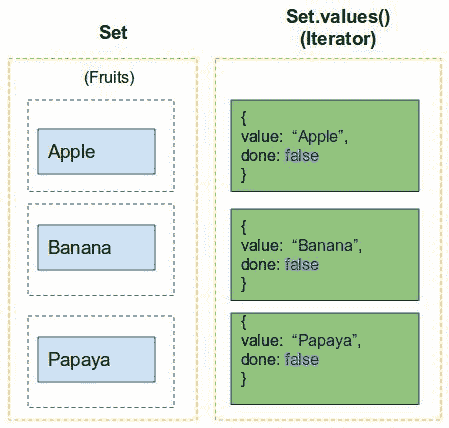 Set
(Fruits)
Apple
Banana
Papaya
Set.values()
(Iterator)
{
value:  “Apple”,
done: false
}
{
value:  “Banana”,
done: false
}
{
value:  “Papaya”,
done: false
}